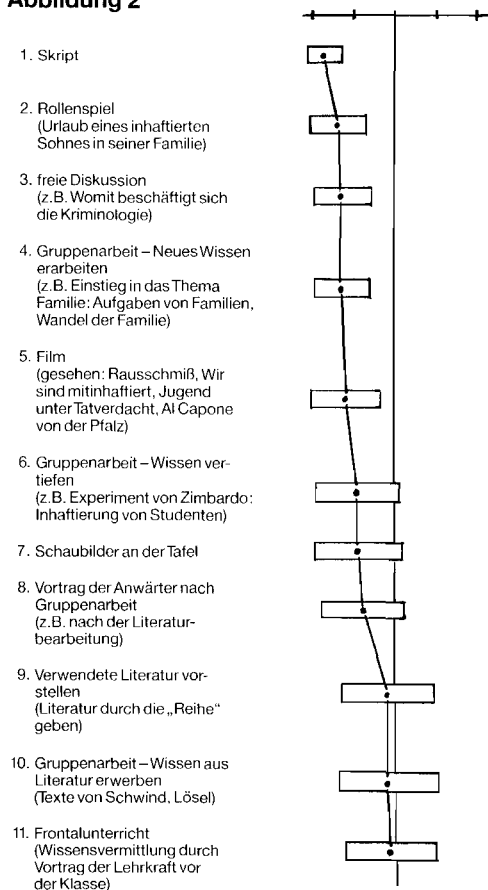 Abbildung 2
1. Skript
2. Rollenspiel
(Urlaub eines inhaftierten
Sohnes in seiner Familie)
3. freie Diskussion
(z.B. Womit beschäftigt sich
die Kriminologie)
4. Gruppenarbeit – Neues Wissen
erarbeiten
(z.B. Einstieg in das Thema
Familie: Aufgaben von Familien,
Wandel der Familie)
5. Film
(gesehen: Rausschmiß, Wir
sind mitinhaftiert, Jugend
unter Tatverdacht, Al Capone
von der Pfalz)
6. Gruppenarbeit – Wissen ver-
tiefen
(z.B. Experiment von Zimbardo:
Inhaftierung von Studenten)
7. Schaubilder an der Tafel
8. Vortrag der Anwärter nach
Gruppenarbeit
(z.B. nach der Literatur-
bearbeitung)
9. Verwendete Literatur vor-
stellen
(Literatur durch die „Reihe"
geben)
10. Gruppenarbeit – Wissen aus
Literatur erwerben
(Texte von Schwind, Lösel)
11. Frontalunterricht
(Wissensvermittlung durch
Vortrag der Lehrkraft vor
der Klasse)